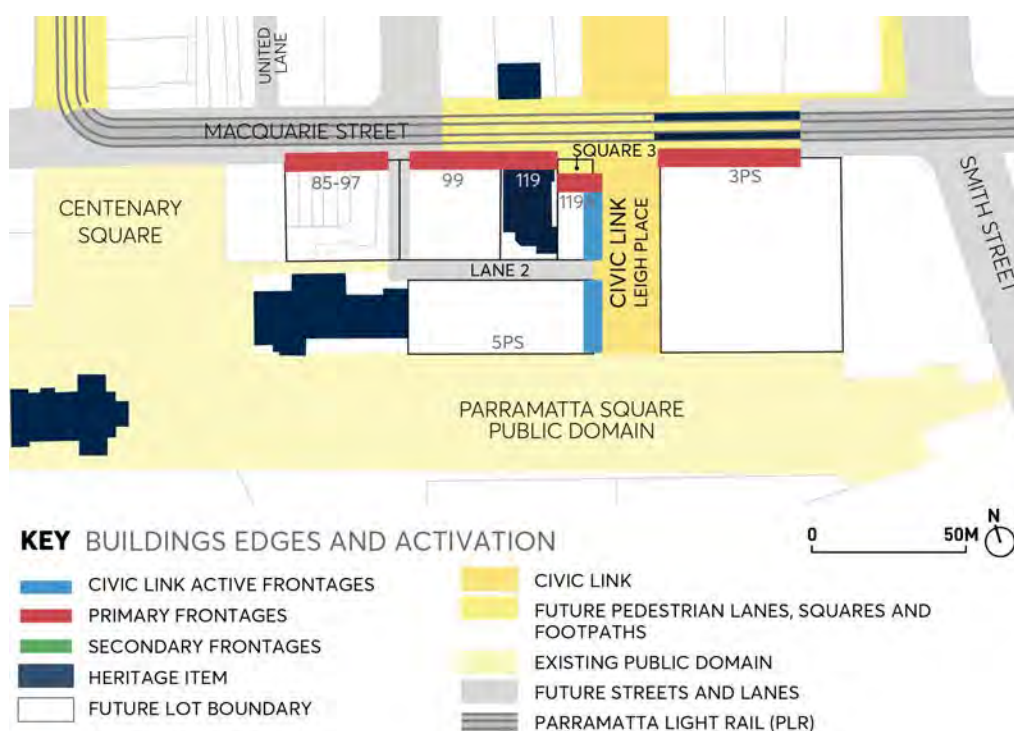 UNITED
LANE
MACQUARIE STREET
SQUARE 3
85-97
99
119
119
3PS
CENTENARY
SQUARE
CIVIC LINK
LEIGH PLACE
SMITH STREET
LANE 2
5PS
PARRAMATTA SQUARE
PUBLIC DOMAIN
KEY BUILDINGS EDGES AND ACTIVATION
0 50M
N
CIVIC LINK ACTIVE FRONTAGES
PRIMARY FRONTAGES
SECONDARY FRONTAGES
HERITAGE ITEM
FUTURE LOT BOUNDARY
CIVIC LINK
FUTURE PEDESTRIAN LANES, SQUARES AND
FOOTPATHS
EXISTING PUBLIC DOMAIN
FUTURE STREETS AND LANES
PARRAMATTA LIGHT RAIL (PLR)